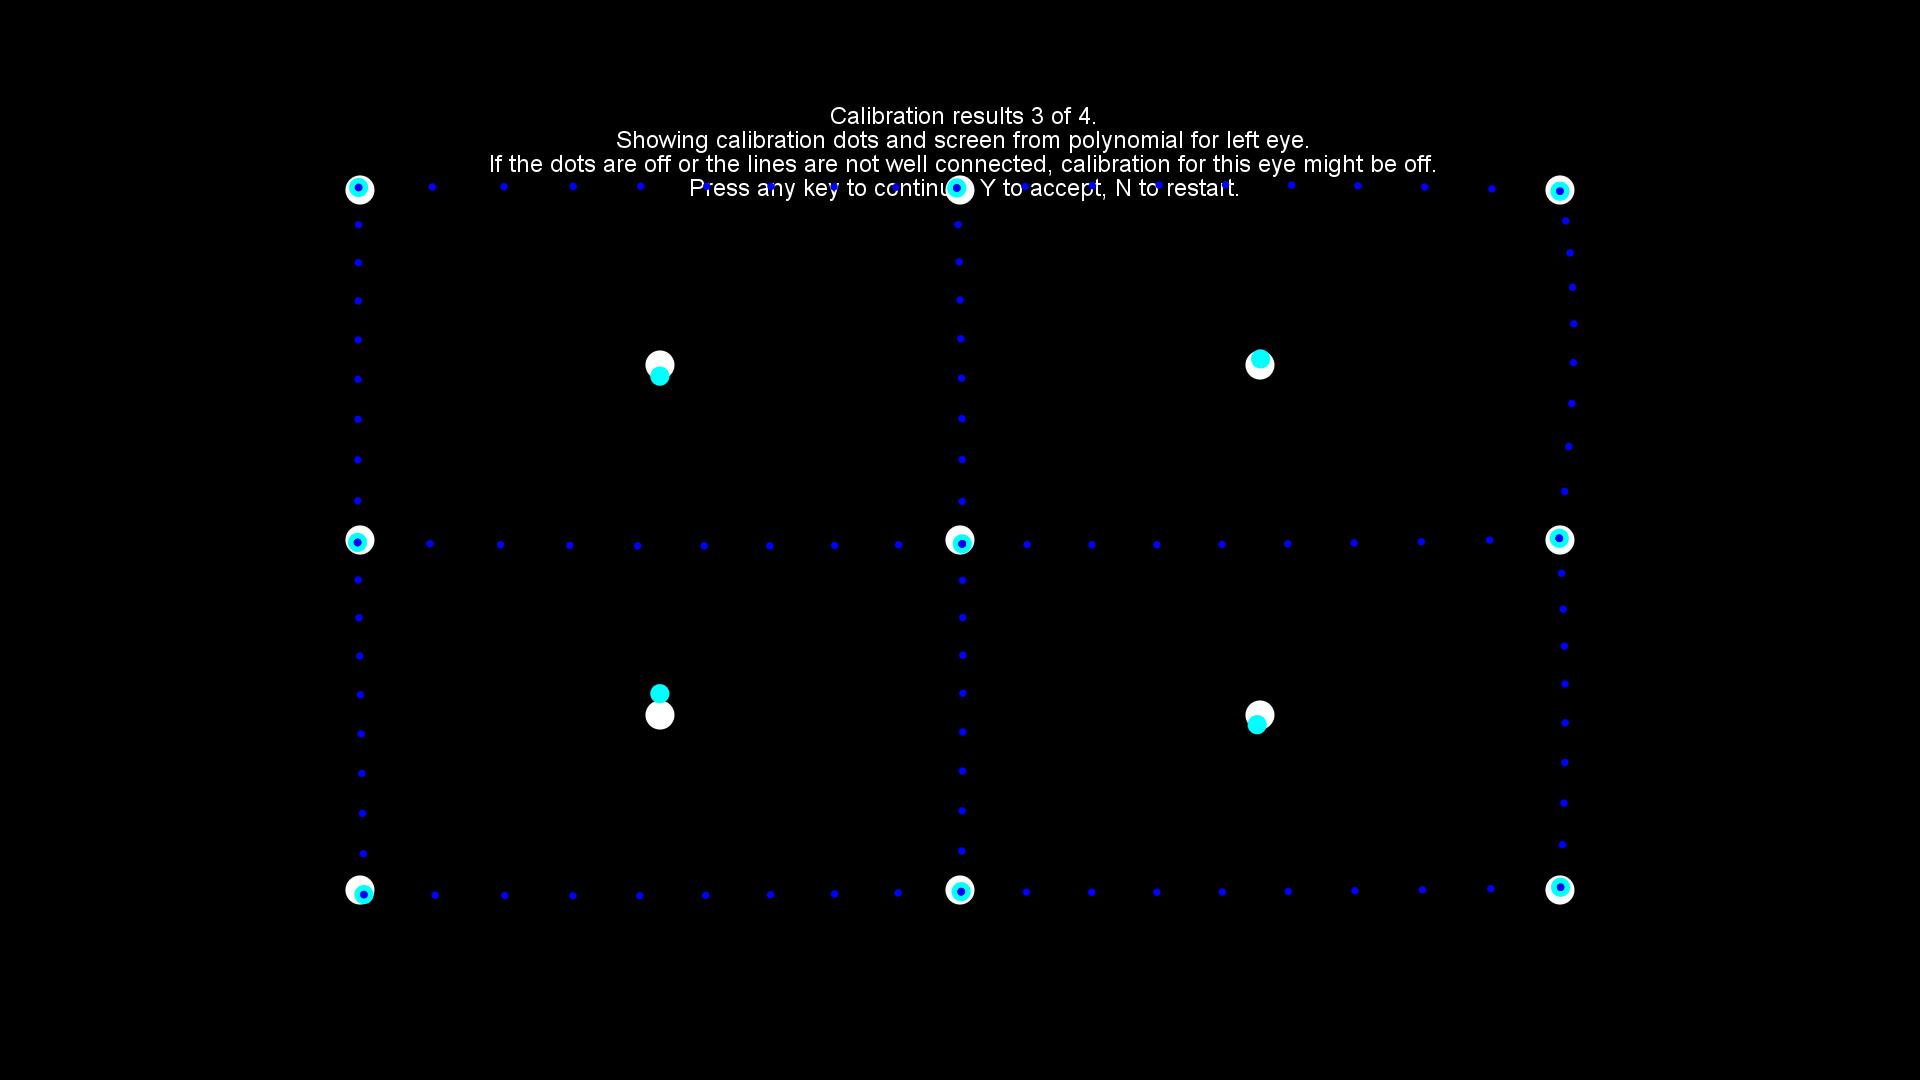 Calibration results 3 of 4.
Showing calibration dots and screen from polynomial for left eye.
If the dots are off or the lines are not well connected, calibration for this eye might be off.
Press any key to continue, Y to accept, N to restart.